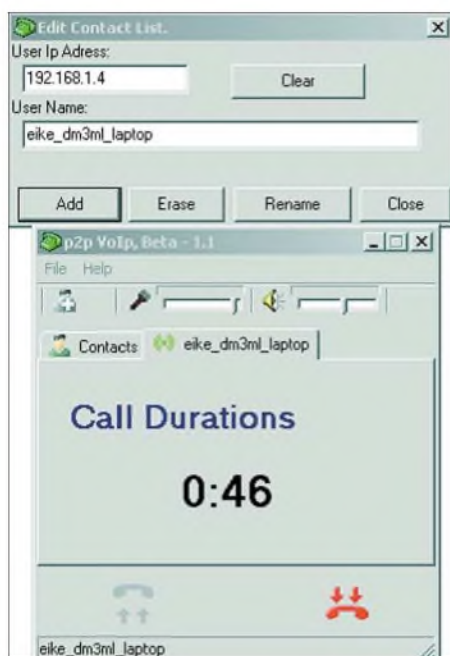 Edit Contact List.
User Ip Adress:
192.168.1.4
Clear
User Name:
eike_dm3ml_laptop
Add Erase Rename Close
p2p VoIp, Beta - 1.1
File Help
Contacts eike_dm3ml_laptop
Call Durations
0:46
eike_dm3ml_laptop